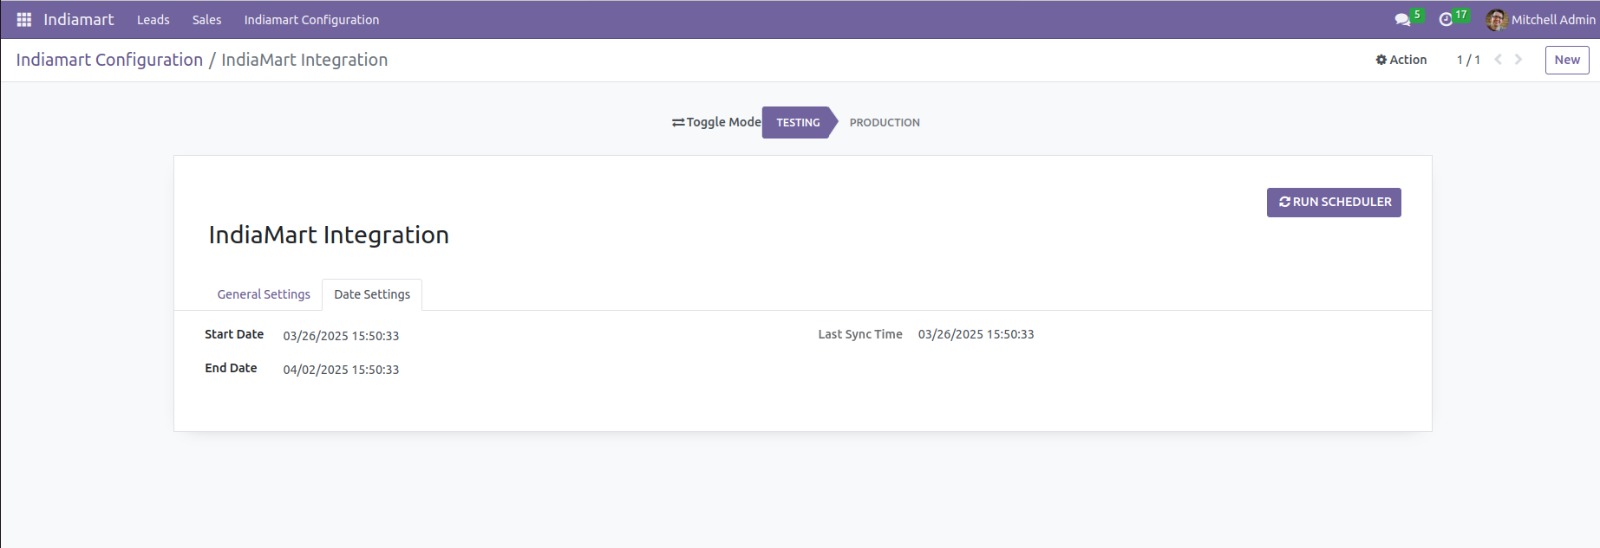 Indiamart Leads Sales Indiamart Configuration 5 17 Mitchell Admin
Indiamart Configuration / IndiaMart Integration Action 1 / 1 New
Toggle Mode TESTING PRODUCTION
RUN SCHEDULER
IndiaMart Integration
General Settings Date Settings
Start Date 03/26/2025 15:50:33 Last Sync Time 03/26/2025 15:50:33
End Date 04/02/2025 15:50:33